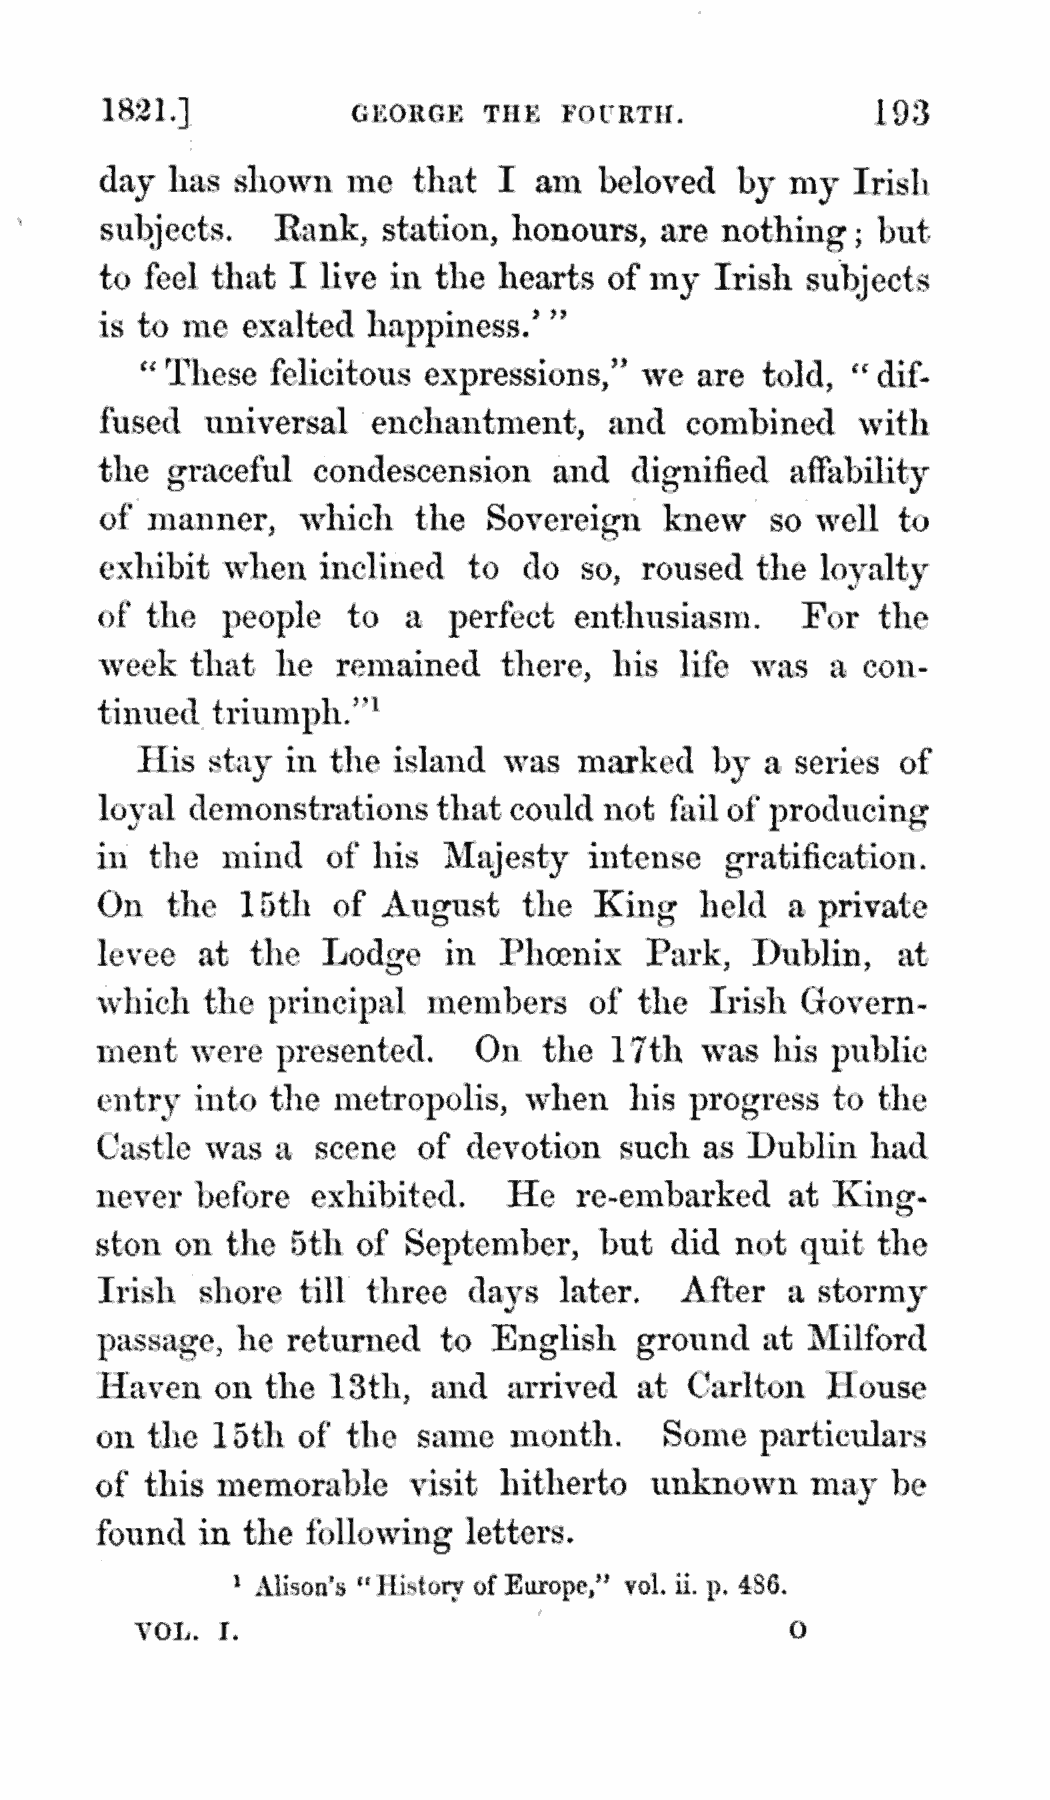 1821.] GEORGE THE FOURTH. 193
day has shown me that I am beloved by my Irish
subjects. Rank, station, honours, are nothing; but
to feel that I live in the hearts of my Irish subjects
is to me exalted happiness.' "
" These felicitous expressions," we are told, " dif-
fused universal enchantment, and combined with
the graceful condescension and dignified affability
of manner, which the Sovereign knew so well to
exhibit when inclined to do so, roused the loyalty
of the people to a perfect enthusiasm. For the
week that he remained there, his life was a con-
tinued triumph."1
His stay in the island was marked by a series of
loyal demonstrations that could not fail of producing
in the mind of his Majesty intense gratification.
On the 15th of August the King held a private
levee at the Lodge in Phœnix Park, Dublin, at
which the principal members of the Irish Govern-
ment were presented. On the 17th was his public
entry into the metropolis, when his progress to the
Castle was a scene of devotion such as Dublin had
never before exhibited. He re-embarked at King-
ston on the 5th of September, but did not quit the
Irish shore till three days later. After a stormy
passage, he returned to English ground at Milford
Haven on the 13th, and arrived at Carlton House
on the 15th of the same month. Some particulars
of this memorable visit hitherto unknown may be
found in the following letters.
1 Alison's "History of Europe," vol. ii. p. 486.
VOL. I. O